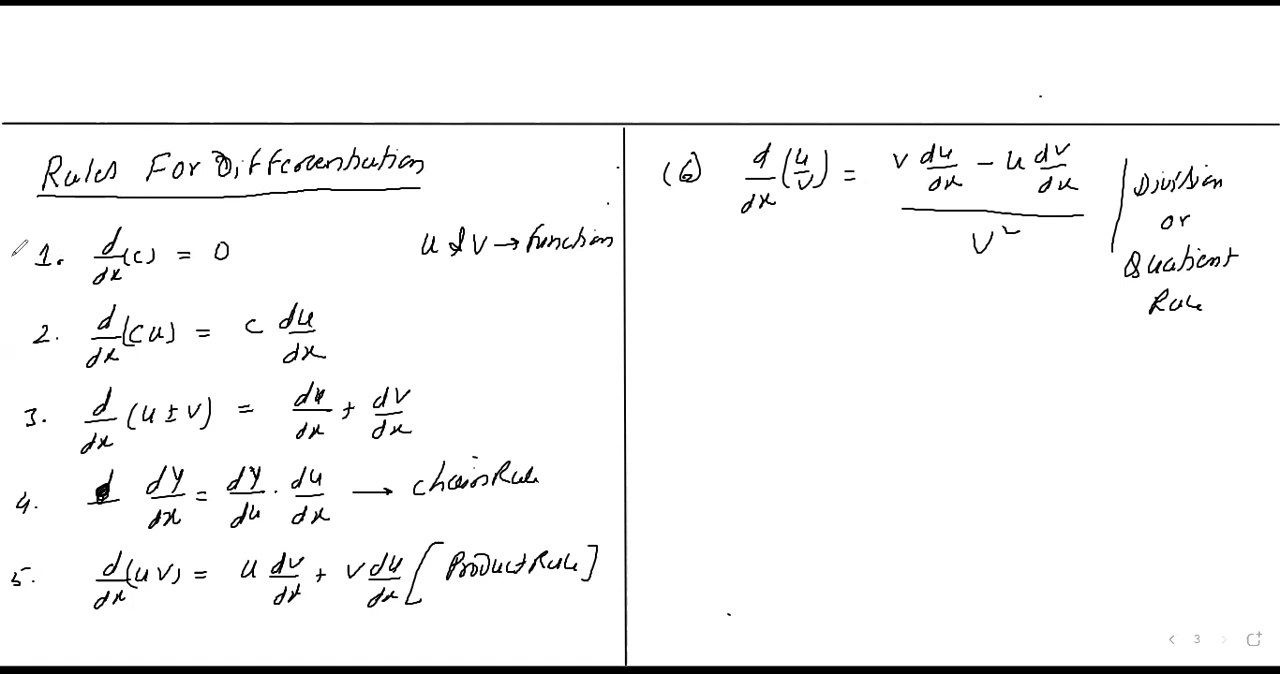 Rules For Differentiation
1. d/dx (c) = 0
u & v → function
2. d/dx (cu) = c du/dx
3. d/dx (u ± v) = du/dx + dv/dx
4. dy/dx = dy/du · du/dx → chain Rule
5. d/dx (uv) = u dv/dx + v du/dx [Product Rule]
(6) d/dx (u/v) = (v du/dx - u dv/dx) / v²
Division
or
Quatient
Rule
< 3 >